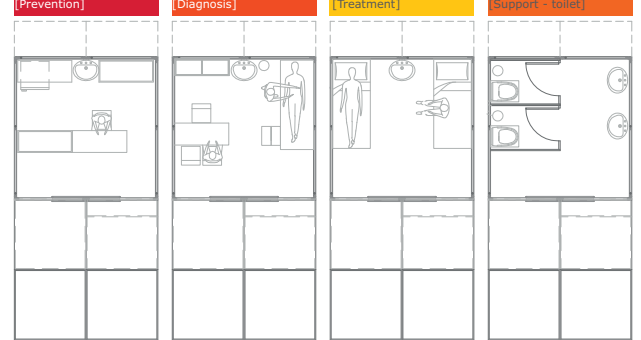 [Prevention]
[Diagnosis]
[Treatment]
[Support - toilet]